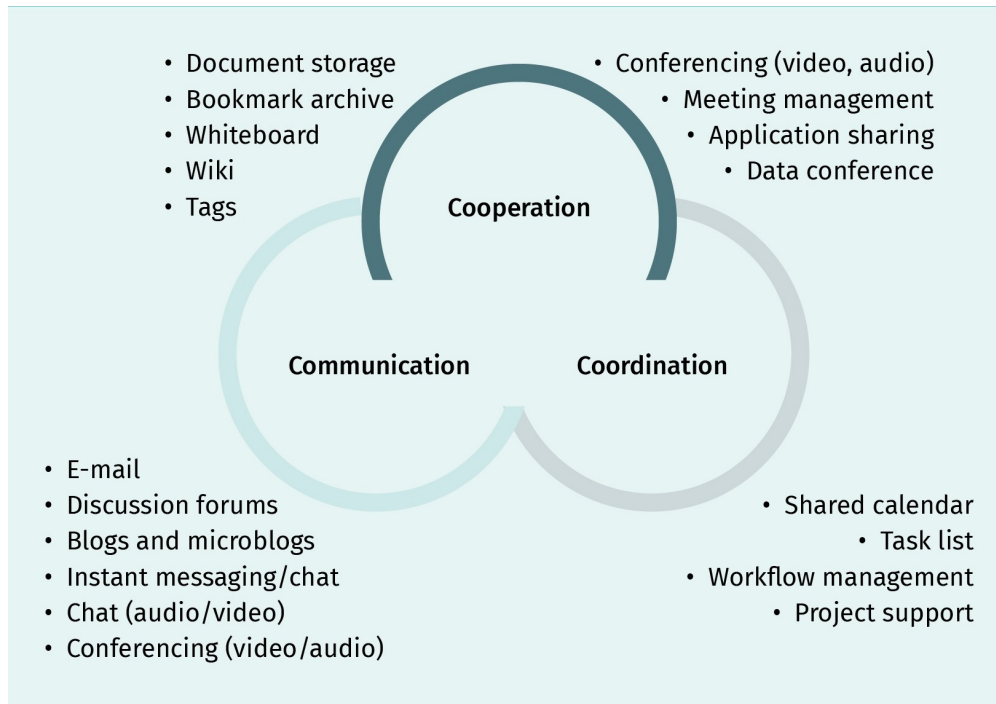 • Document storage
• Bookmark archive
• Whiteboard
• Wiki
• Tags
• Conferencing (video, audio)
• Meeting management
• Application sharing
• Data conference
Cooperation
Communication
Coordination
• E-mail
• Discussion forums
• Blogs and microblogs
• Instant messaging/chat
• Chat (audio/video)
• Conferencing (video/audio)
• Shared calendar
• Task list
• Workflow management
• Project support